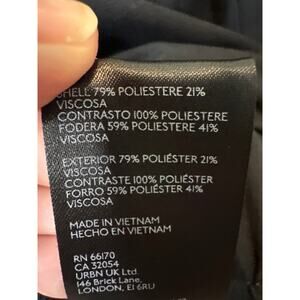 SHELL 79% POLIESTERE 21%
VISCOSA
CONTRASTO 100% POLIESTERE
FODERA 59% POLIESTERE 41%
VISCOSA
EXTERIOR 79% POLIÉSTER 21%
VISCOSA
CONTRASTE 100% POLIÉSTER
FORRO 59% POLIÉSTER 41%
VISCOSA
MADE IN VIETNAM
HECHO EN VIETNAM
RN 66170
CA 32054
URBN UK Ltd.
146 Brick Lane,
LONDON, E1 6RU